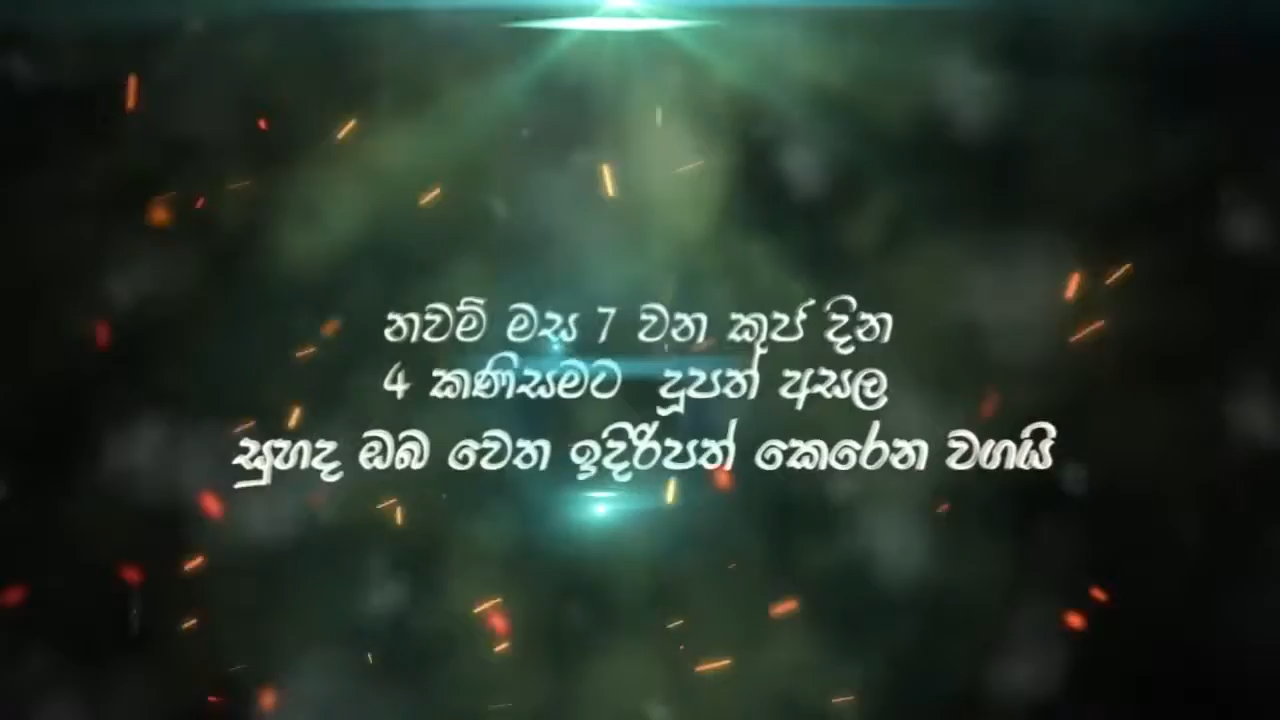 නවම් මස 7 වන කුජ දින
4 කණිසමට දූපත් අසල
සුහද ඔබ වෙත ඉදිරිපත් කෙරෙන වගයි